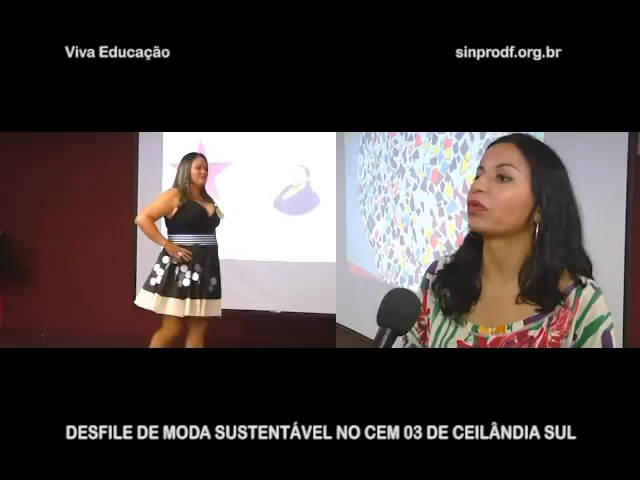 Viva Educação
sinprodf.org.br
DESFILE DE MODA SUSTENTÁVEL NO CEM 03 DE CEILÂNDIA SUL